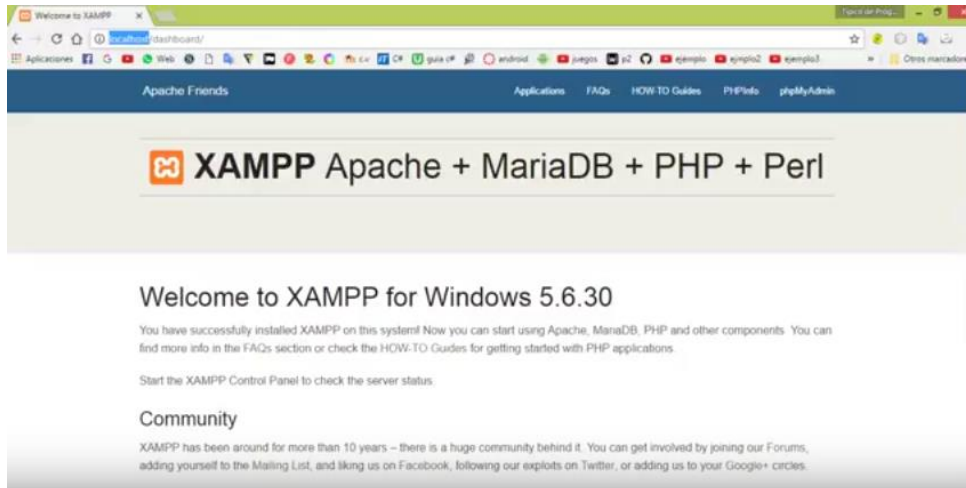 Welcome to XAMPP
localhost/dashboard/
Aplicaciones Web C# guia c# android juegos p2 ejemplo ejmplo2 ejemplo3 » Otros marcadores
Apache Friends Applications FAQs HOW-TO Guides PHPInfo phpMyAdmin
XAMPP Apache + MariaDB + PHP + Perl
Welcome to XAMPP for Windows 5.6.30
You have successfully installed XAMPP on this system! Now you can start using Apache, MariaDB, PHP and other components. You can
find more info in the FAQs section or check the HOW-TO Guides for getting started with PHP applications.
Start the XAMPP Control Panel to check the server status.
Community
XAMPP has been around for more than 10 years – there is a huge community behind it. You can get involved by joining our Forums,
adding yourself to the Mailing List, and liking us on Facebook, following our exploits on Twitter, or adding us to your Google+ circles.